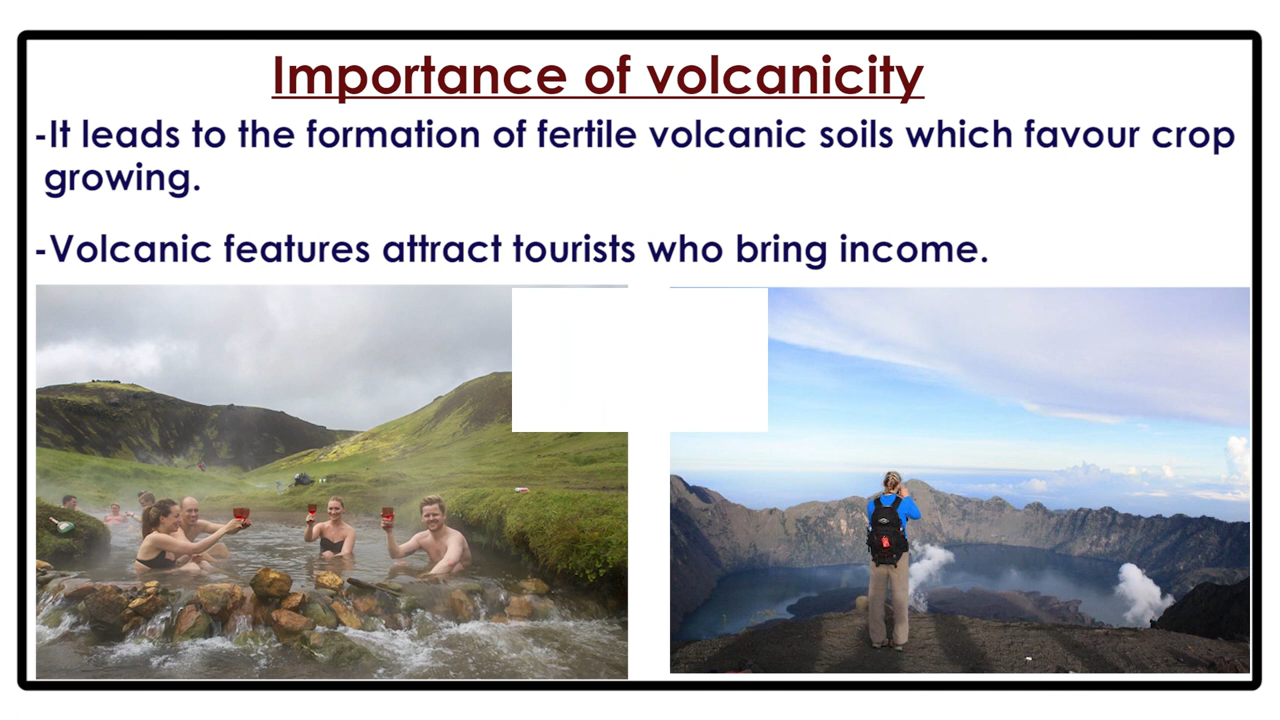 Importance of volcanicity
-It leads to the formation of fertile volcanic soils which favour crop
growing.
-Volcanic features attract tourists who bring income.